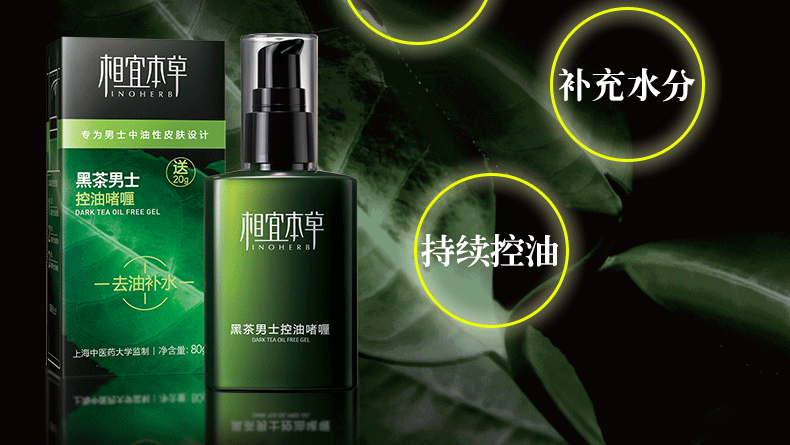 相宜本草
INOHERB
专为男士中油性皮肤设计
送
20g
黑茶男士
控油啫喱
DARK TEA OIL FREE GEL
去油补水
上海中医药大学监制 | 净含量: 80g
相宜本草
INOHERB
黑茶男士控油啫喱
DARK TEA OIL FREE GEL
补充水分
持续控油